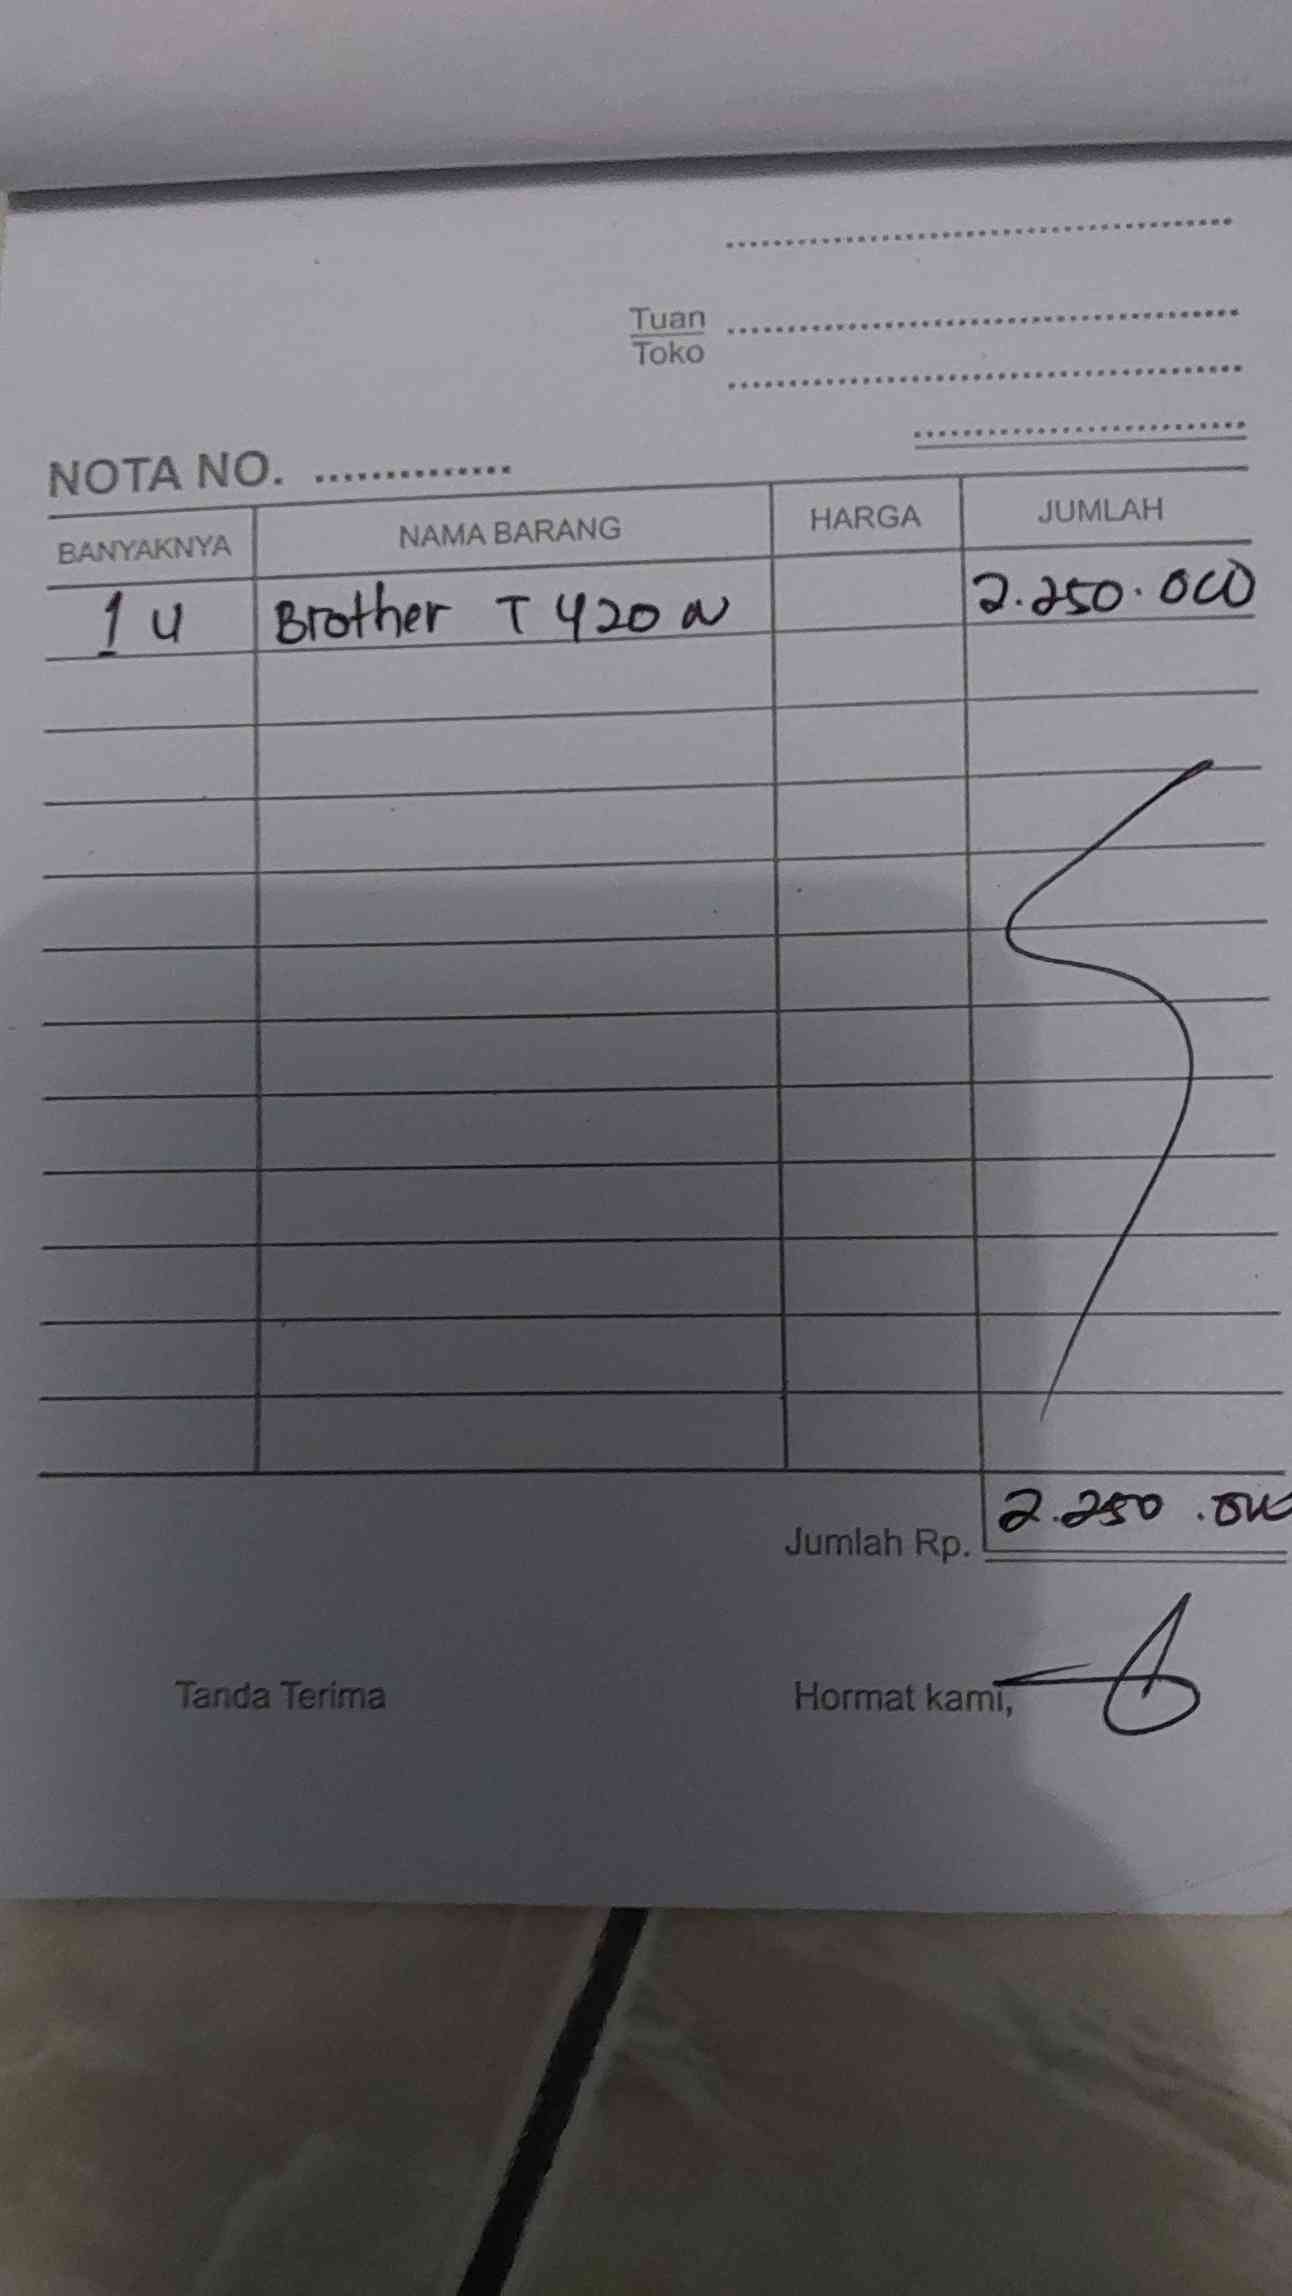 Tuan
Toko
NOTA NO.
BANYAKNYA NAMA BARANG HARGA JUMLAH
1 U Brother T 420 W 2.250.000
Jumlah Rp. 2.250.000
Tanda Terima Hormat kami,